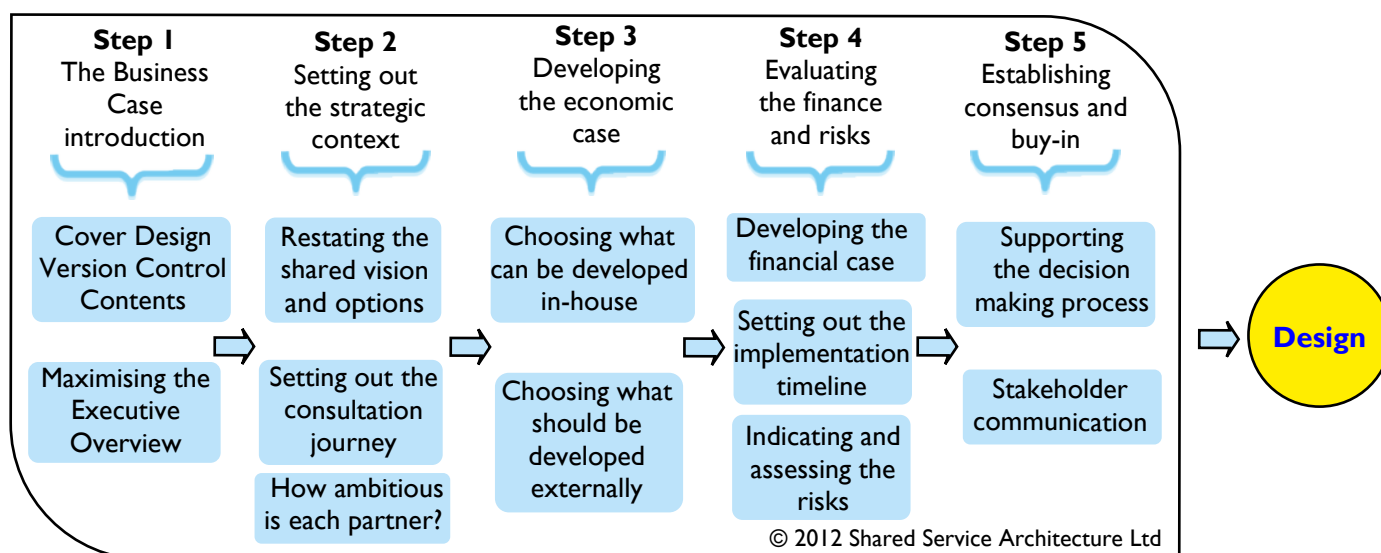 Step 1
The Business
Case
introduction
Cover Design
Version Control
Contents
Maximising the
Executive
Overview
Step 2
Setting out
the strategic
context
Restating the
shared vision
and options
Setting out the
consultation
journey
How ambitious
is each partner?
Step 3
Developing
the economic
case
Choosing what
can be developed
in-house
Choosing what
should be
developed
externally
Step 4
Evaluating
the finance
and risks
Developing the
financial case
Setting out the
implementation
timeline
Indicating and
assessing the
risks
Step 5
Establishing
consensus and
buy-in
Supporting
the decision
making process
Stakeholder
communication
Design
© 2012 Shared Service Architecture Ltd